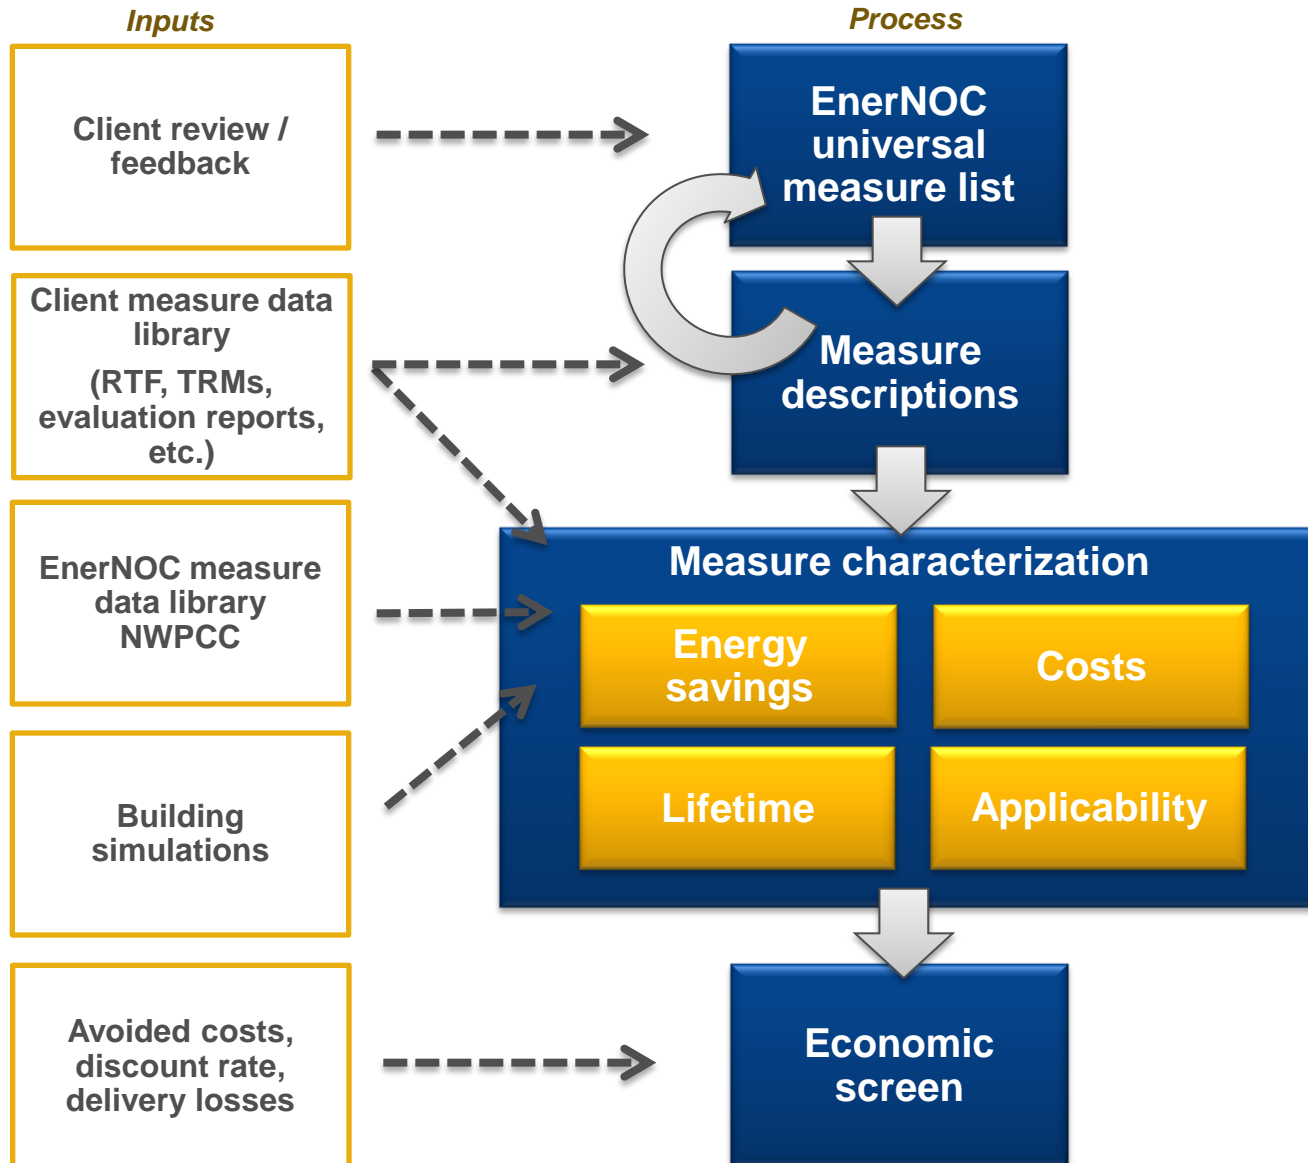 Inputs
Process
Client review /
feedback
EnerNOC
universal
measure list
Client measure data
library
(RTF, TRMs,
evaluation reports,
etc.)
Measure
descriptions
EnerNOC measure
data library
NWPCC
Measure characterization
Energy
savings
Costs
Lifetime
Applicability
Building
simulations
Avoided costs,
discount rate,
delivery losses
Economic
screen